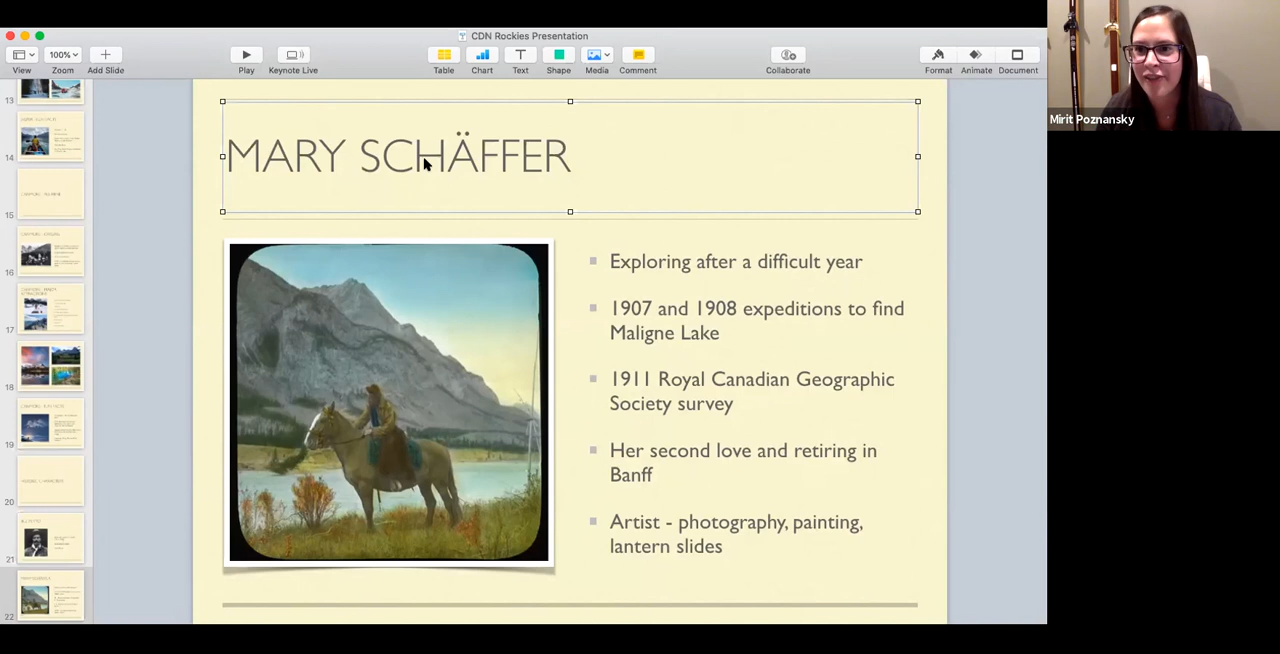 CDN Rockies Presentation
100%
View
Zoom
Add Slide
Play
Keynote Live
Table
Chart
Text
Shape
Media
Comment
Collaborate
Format
Animate
Document
Mirit Poznansky
13
14
15
16
17
18
19
20
21
22
MARY SCHÄFFER
Exploring after a difficult year
1907 and 1908 expeditions to find
Maligne Lake
1911 Royal Canadian Geographic
Society survey
Her second love and retiring in
Banff
Artist - photography, painting,
lantern slides